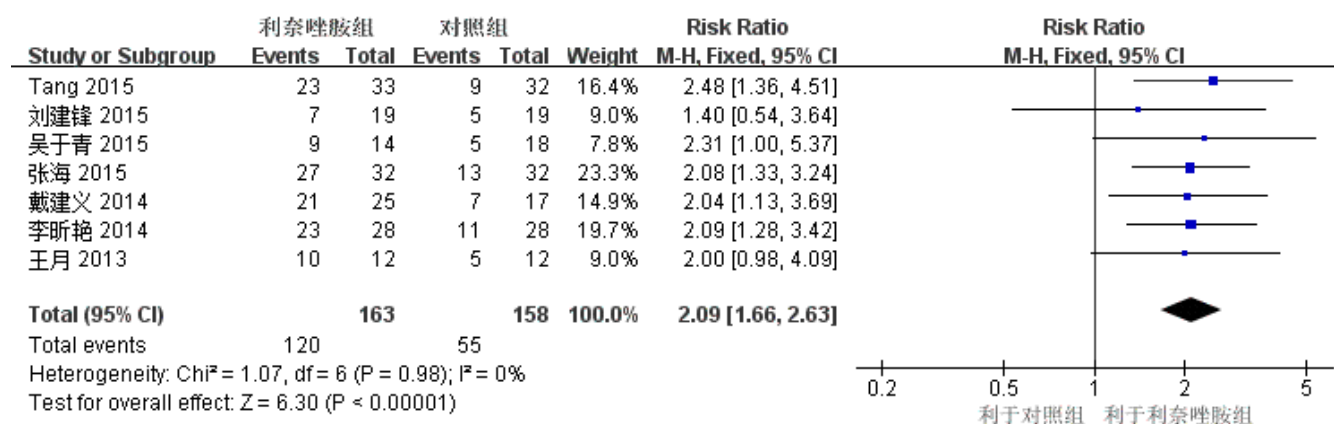 利奈唑胺组 对照组 Risk Ratio Risk Ratio
Study or Subgroup Events Total Events Total Weight M-H, Fixed, 95% CI M-H, Fixed, 95% CI
Tang 2015 23 33 9 32 16.4% 2.48 [1.36, 4.51]
刘建锋 2015 7 19 5 19 9.0% 1.40 [0.54, 3.64]
吴于青 2015 9 14 5 18 7.8% 2.31 [1.00, 5.37]
张海 2015 27 32 13 32 23.3% 2.08 [1.33, 3.24]
戴建义 2014 21 25 7 17 14.9% 2.04 [1.13, 3.69]
李昕艳 2014 23 28 11 28 19.7% 2.09 [1.28, 3.42]
王月 2013 10 12 5 12 9.0% 2.00 [0.98, 4.09]
Total (95% CI) 163 158 100.0% 2.09 [1.66, 2.63]
Total events 120 55
Heterogeneity: Chi² = 1.07, df = 6 (P = 0.98); I² = 0%
Test for overall effect: Z = 6.30 (P < 0.00001)
0.2 0.5 1 2 5
利于对照组 利于利奈唑胺组